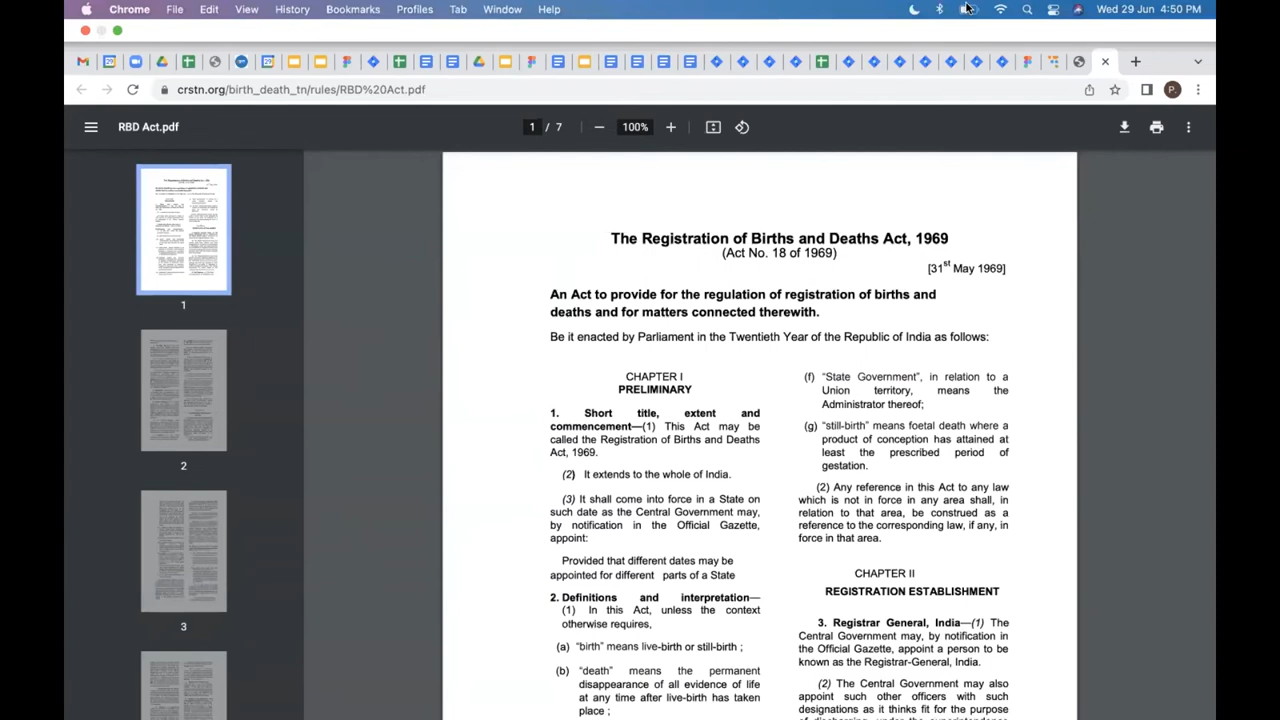 Chrome File Edit View History Bookmarks Profiles Tab Window Help
Wed 29 Jun 4:50 PM
crstn.org/birth_death_tn/rules/RBD%20Act.pdf
P.
RBD Act.pdf
1 / 7
100%
1
2
3
The Registration of Births and Deaths Act, 1969
(Act No. 18 of 1969)
[31st May 1969]
An Act to provide for the regulation of registration of births and
deaths and for matters connected therewith.
Be it enacted by Parliament in the Twentieth Year of the Republic of India as follows:
CHAPTER I
PRELIMINARY
1. Short title, extent and
commencement—(1) This Act may be
called the Registration of Births and Deaths
Act, 1969.
(2) It extends to the whole of India.
(3) It shall come into force in a State on
such date as the Central Government may,
by notification in the Official Gazette,
appoint:
Provided that different dates may be
appointed for different parts of a State
2. Definitions and interpretation—
(1) In this Act, unless the context
otherwise requires,
(a) “birth” means live-birth or still-birth ;
(b) “death” means the permanent
disappearance of all evidence of life
at any time after live-birth has taken
place ;
(f) “State Government”, in relation to a
Union territory, means the
Administrator thereof;
(g) “still-birth” means foetal death where a
product of conception has attained at
least the prescribed period of
gestation.
(2) Any reference in this Act to any law
which is not in force in any area shall, in
relation to that area, be construed as a
reference to the corresponding law, if any, in
force in that area.
CHAPTER II
REGISTRATION ESTABLISHMENT
3. Registrar General, India—(1) The
Central Government may, by notification in
the Official Gazette, appoint a person to be
known as the Registrar-General, India.
(2) The Central Government may also
appoint such other officers with such
designations as it thinks fit for the purpose